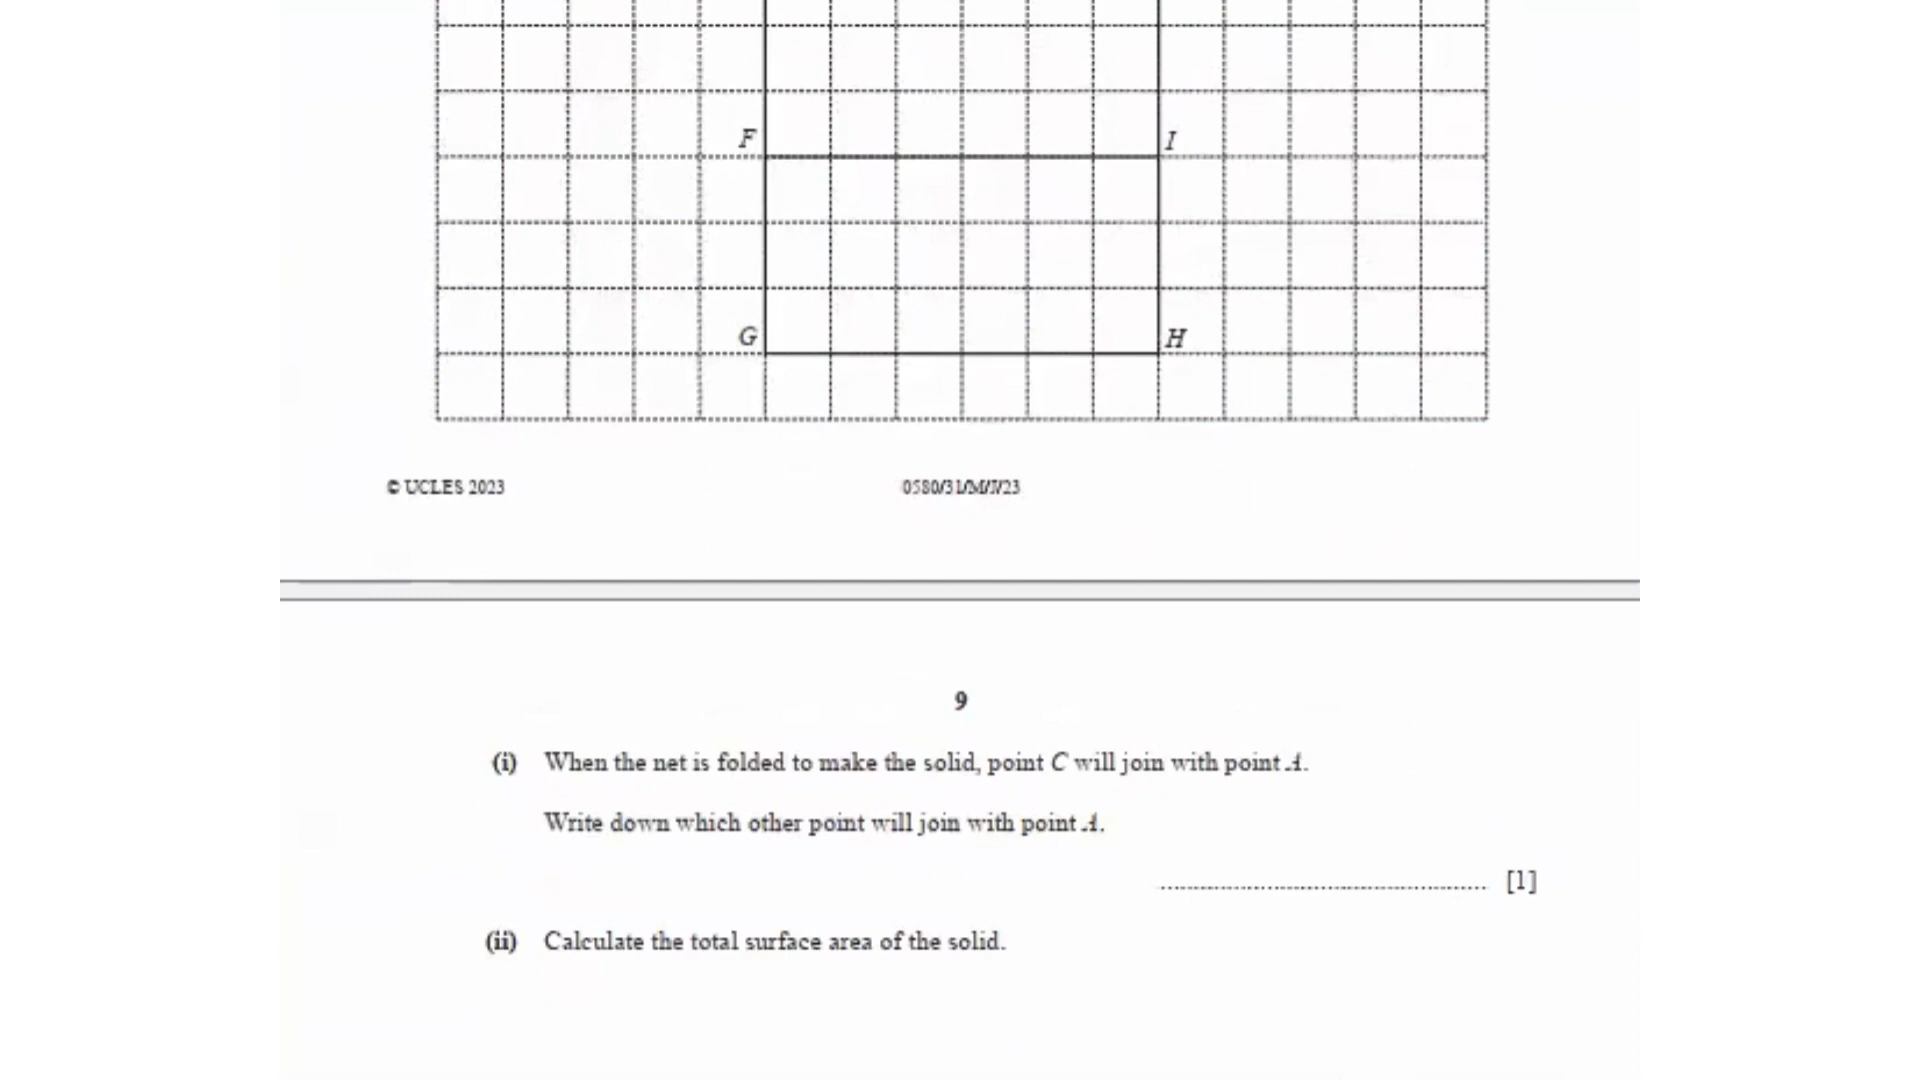 F
I
G
H
© UCLES 2023
0580/31/M/J/23
9
(i) When the net is folded to make the solid, point C will join with point A.
Write down which other point will join with point A.
................................................ [1]
(ii) Calculate the total surface area of the solid.